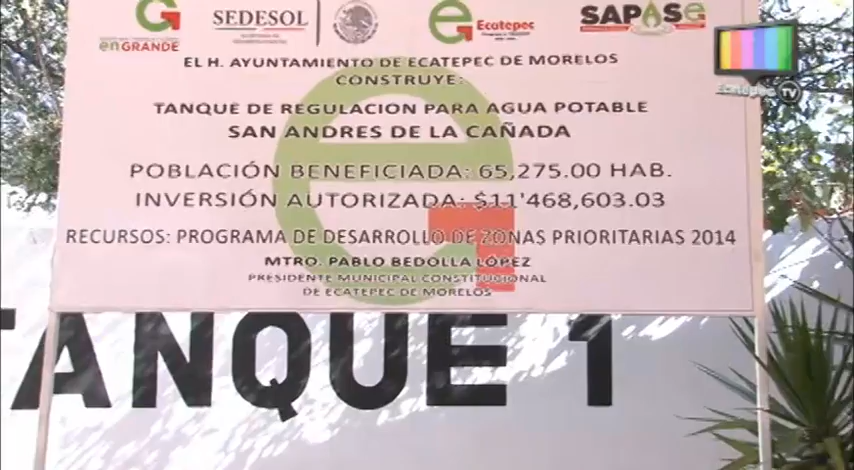 enGRANDE
SEDESOL
Ecatepec
SAPASE
Ecatepec TV
EL H. AYUNTAMIENTO DE ECATEPEC DE MORELOS
CONSTRUYE:
TANQUE DE REGULACION PARA AGUA POTABLE
SAN ANDRES DE LA CAÑADA
POBLACIÓN BENEFICIADA: 65,275.00 HAB.
INVERSIÓN AUTORIZADA: $11'468,603.03
RECURSOS: PROGRAMA DE DESARROLLO DE ZONAS PRIORITARIAS 2014
MTRO. PABLO BEDOLLA LÓPEZ
PRESIDENTE MUNICIPAL CONSTITUCIONAL
DE ECATEPEC DE MORELOS
TANQUE 1